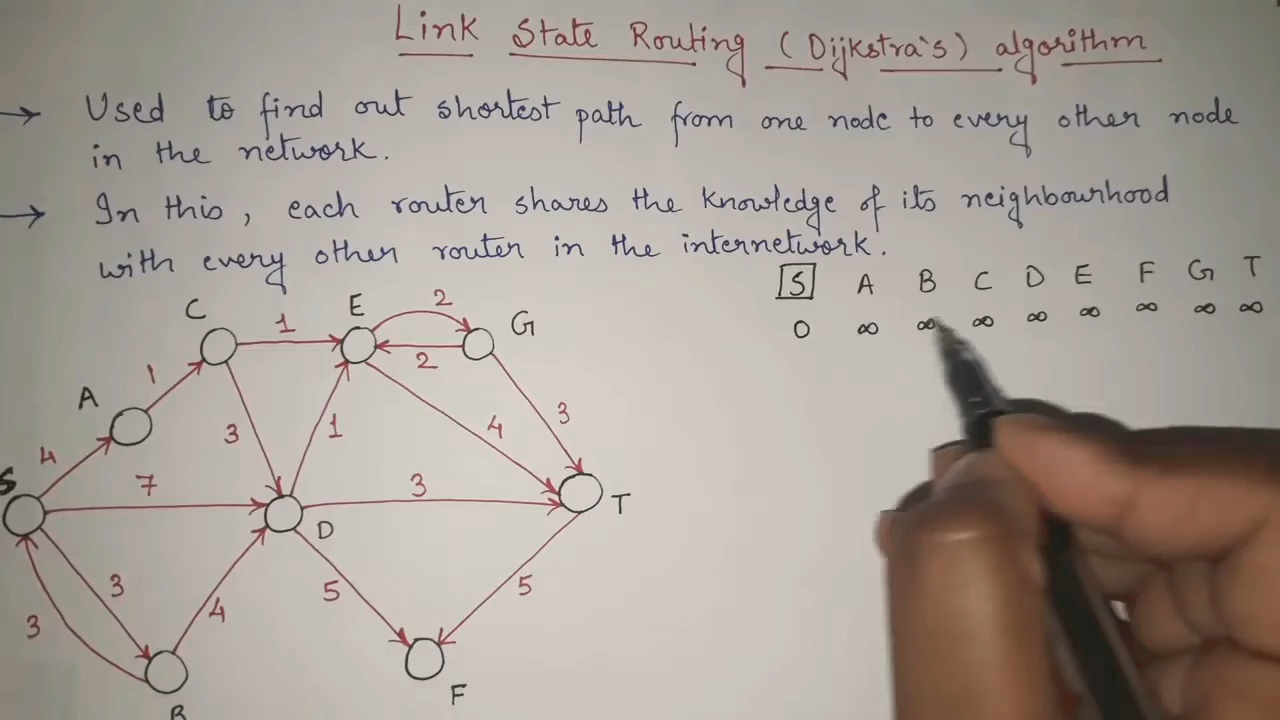 Link State Routing (Dijkstra's) algorithm
→ Used to find out shortest path from one node to every other node
in the network.
→ In this, each router shares the knowledge of its neighbourhood
with every other router in the internetwork.
S A B C D E F G T
0 ∞ ∞ ∞ ∞ ∞ ∞ ∞ ∞
C 1 E 2 G
2
A 1
3 1 4 3
S 4
7 3 T
D
3 4 5 5
3
B F